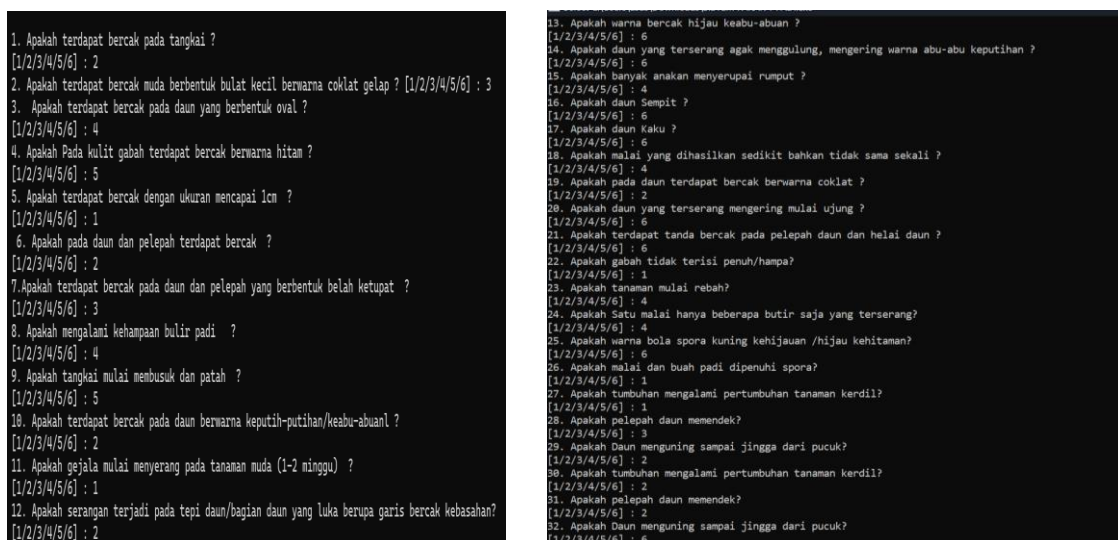 1. Apakah terdapat bercak pada tangkai ?
[1/2/3/4/5/6] : 2
2. Apakah terdapat bercak muda berbentuk bulat kecil berwarna coklat gelap ? [1/2/3/4/5/6] : 3
3. Apakah terdapat bercak pada daun yang berbentuk oval ?
[1/2/3/4/5/6] : 4
4. Apakah Pada kulit gabah terdapat bercak berwarna hitam ?
[1/2/3/4/5/6] : 5
5. Apakah terdapat bercak dengan ukuran mencapai 1cm ?
[1/2/3/4/5/6] : 1
6. Apakah pada daun dan pelepah terdapat bercak ?
[1/2/3/4/5/6] : 2
7.Apakah terdapat bercak pada daun dan pelepah yang berbentuk belah ketupat ?
[1/2/3/4/5/6] : 3
8. Apakah mengalami kehampaan bulir padi ?
[1/2/3/4/5/6] : 4
9. Apakah tangkai mulai membusuk dan patah ?
[1/2/3/4/5/6] : 5
10. Apakah terdapat bercak pada daun berwarna keputih-putihan/keabu-abuanl ?
[1/2/3/4/5/6] : 2
11. Apakah gejala mulai menyerang pada tanaman muda (1-2 minggu) ?
[1/2/3/4/5/6] : 1
12. Apakah serangan terjadi pada tepi daun/bagian daun yang luka berupa garis bercak kebasahan?
[1/2/3/4/5/6] : 2
13. Apakah warna bercak hijau keabu-abuan ?
[1/2/3/4/5/6] : 6
14. Apakah daun yang terserang agak menggulung, mengering warna abu-abu keputihan ?
[1/2/3/4/5/6] : 6
15. Apakah banyak anakan menyerupai rumput ?
[1/2/3/4/5/6] : 4
16. Apakah daun Sempit ?
[1/2/3/4/5/6] : 6
17. Apakah daun Kaku ?
[1/2/3/4/5/6] : 6
18. Apakah malai yang dihasilkan sedikit bahkan tidak sama sekali ?
[1/2/3/4/5/6] : 4
19. Apakah pada daun terdapat bercak berwarna coklat ?
[1/2/3/4/5/6] : 2
20. Apakah daun yang terserang mengering mulai ujung ?
[1/2/3/4/5/6] : 6
21. Apakah terdapat tanda bercak pada pelepah daun dan helai daun ?
[1/2/3/4/5/6] : 6
22. Apakah gabah tidak terisi penuh/hampa?
[1/2/3/4/5/6] : 1
23. Apakah tanaman mulai rebah?
[1/2/3/4/5/6] : 4
24. Apakah Satu malai hanya beberapa butir saja yang terserang?
[1/2/3/4/5/6] : 4
25. Apakah warna bola spora kuning kehijauan /hijau kehitaman?
[1/2/3/4/5/6] : 6
26. Apakah malai dan buah padi dipenuhi spora?
[1/2/3/4/5/6] : 1
27. Apakah tumbuhan mengalami pertumbuhan tanaman kerdil?
[1/2/3/4/5/6] : 1
28. Apakah pelepah daun memendek?
[1/2/3/4/5/6] : 3
29. Apakah Daun menguning sampai jingga dari pucuk?
[1/2/3/4/5/6] : 2
30. Apakah tumbuhan mengalami pertumbuhan tanaman kerdil?
[1/2/3/4/5/6] : 2
31. Apakah pelepah daun memendek?
[1/2/3/4/5/6] : 2
32. Apakah Daun menguning sampai jingga dari pucuk?
[1/2/3/4/5/6] : 6